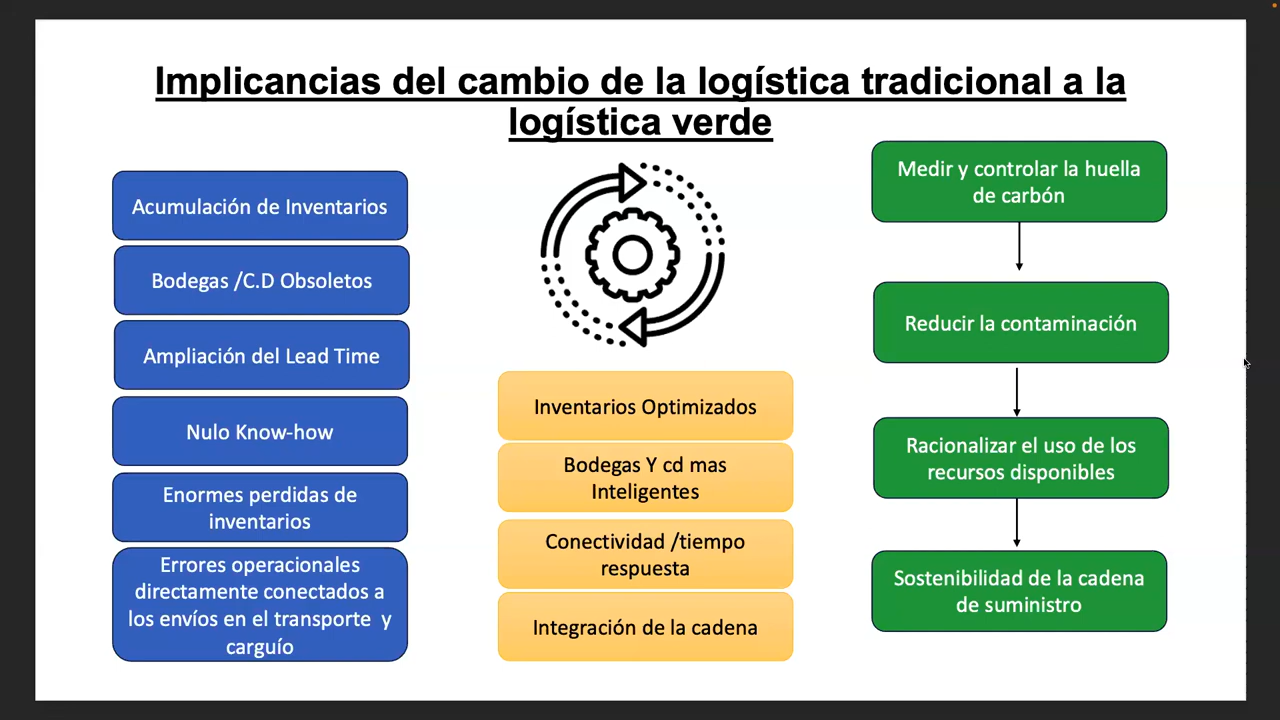 Implicancias del cambio de la logística tradicional a la
logística verde
Acumulación de Inventarios
Bodegas /C.D Obsoletos
Ampliación del Lead Time
Nulo Know-how
Enormes perdidas de
inventarios
Errores operacionales
directamente conectados a
los envíos en el transporte y
carguío
Inventarios Optimizados
Bodegas Y cd mas
Inteligentes
Conectividad /tiempo
respuesta
Integración de la cadena
Medir y controlar la huella
de carbón
Reducir la contaminación
Racionalizar el uso de los
recursos disponibles
Sostenibilidad de la cadena
de suministro